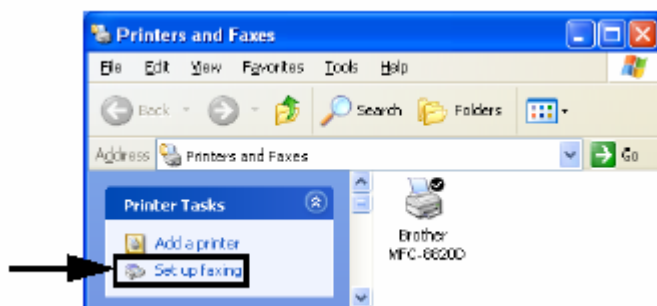 Printers and Faxes
File Edit View Favorites Tools Help
Back Search Folders
Address Printers and Faxes Go
Printer Tasks
Add a printer
Set up faxing
Brother
MFC-8820D